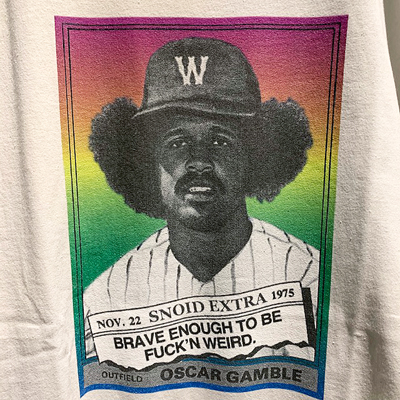 W
NOV. 22 SNOID EXTRA 1975
BRAVE ENOUGH TO BE
FUCK'N WEIRD.
OUTFIELD OSCAR GAMBLE